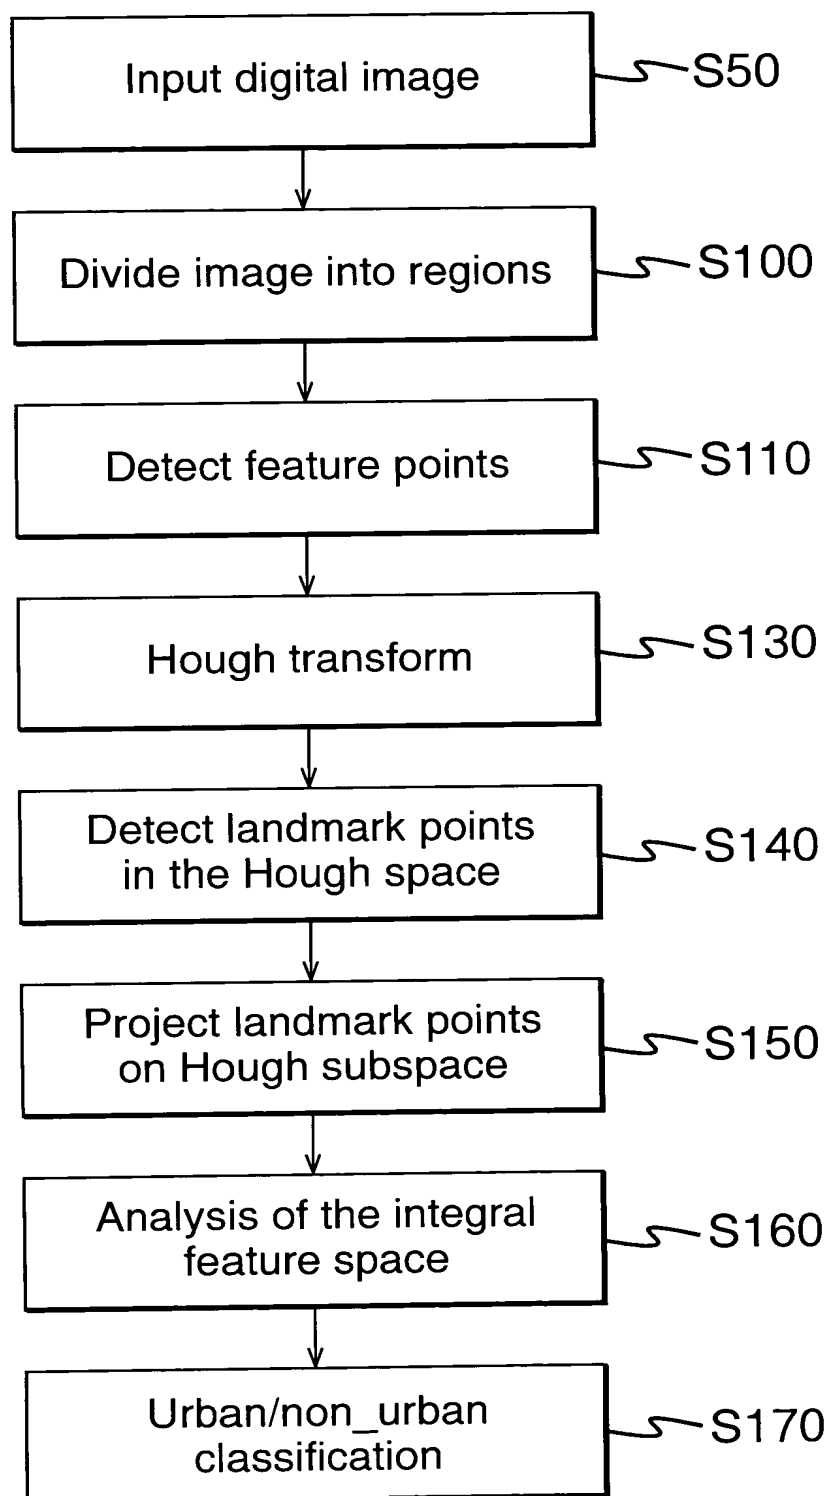 Input digital image
S50
Divide image into regions
S100
Detect feature points
S110
Hough transform
S130
Detect landmark points
in the Hough space
S140
Project landmark points
on Hough subspace
S150
Analysis of the integral
feature space
S160
Urban/non_urban
classification
S170